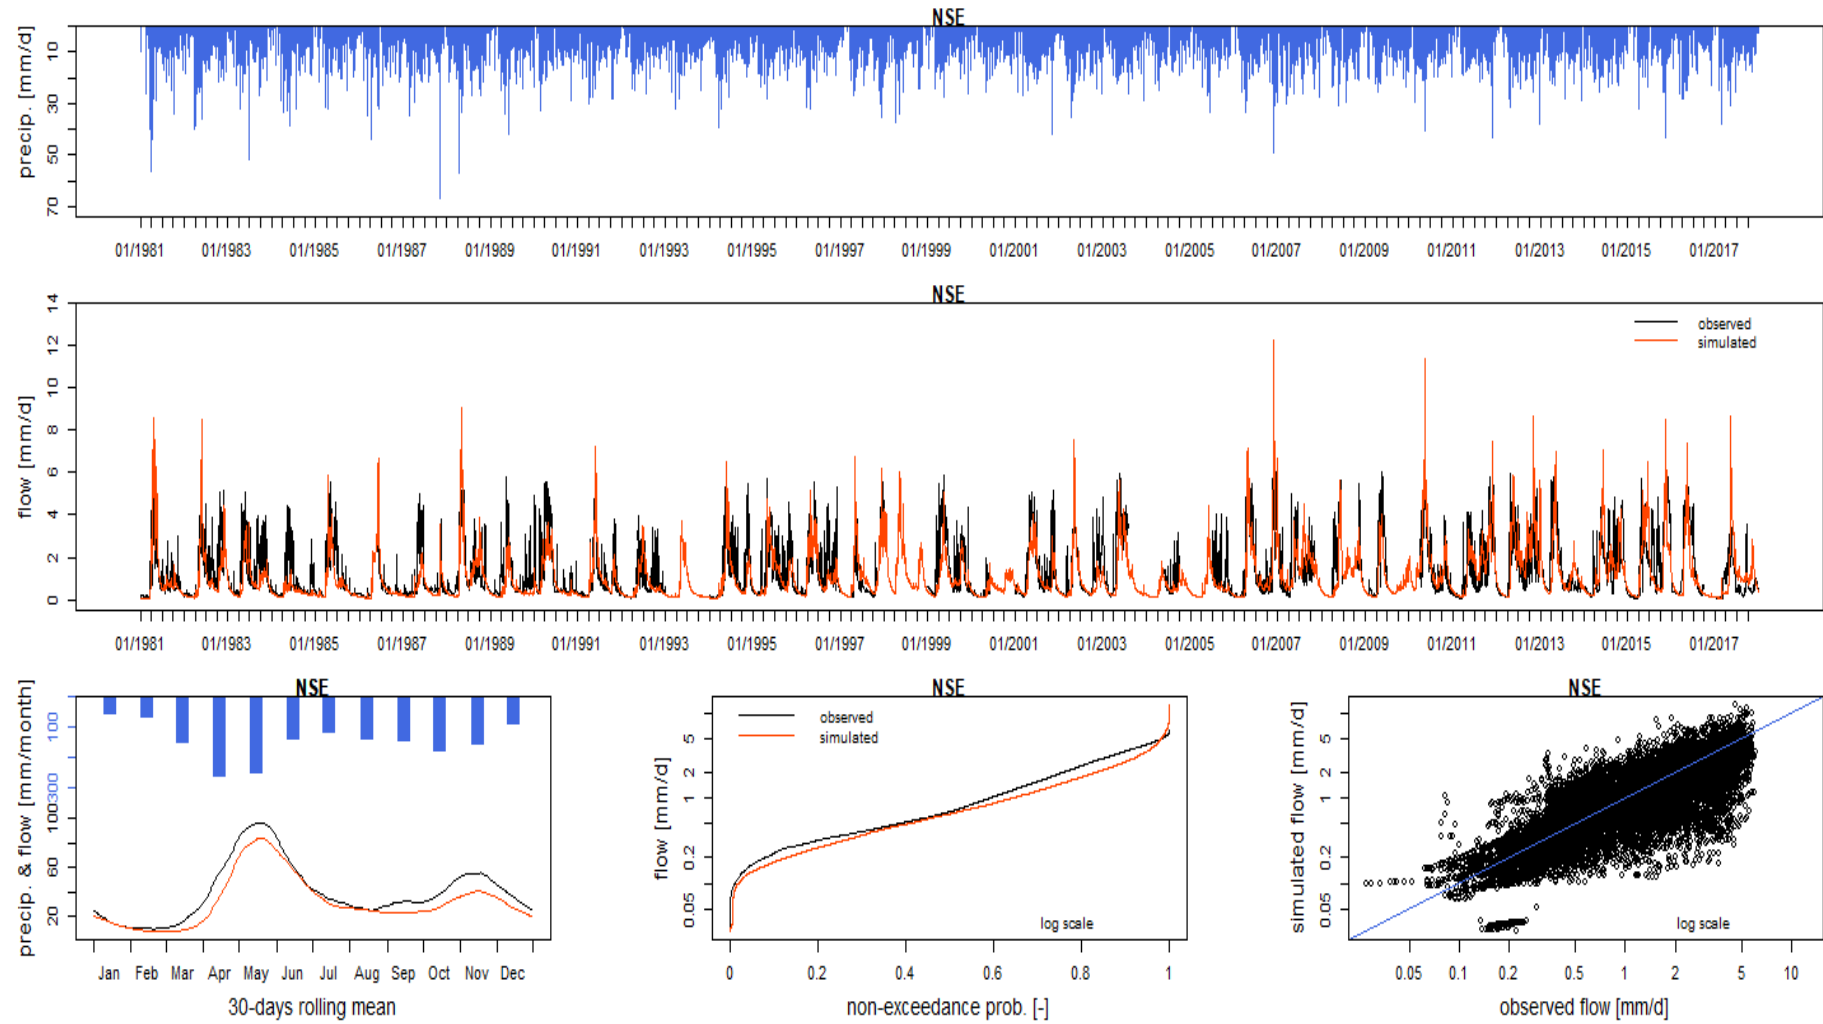 NSE
precip. [mm/d]
10
30
50
70
01/1981 01/1983 01/1985 01/1987 01/1989 01/1991 01/1993 01/1995 01/1997 01/1999 01/2001 01/2003 01/2005 01/2007 01/2009 01/2011 01/2013 01/2015 01/2017
NSE
flow [mm/d]
14
12
10
8
6
4
2
0
observed
simulated
01/1981 01/1983 01/1985 01/1987 01/1989 01/1991 01/1993 01/1995 01/1997 01/1999 01/2001 01/2003 01/2005 01/2007 01/2009 01/2011 01/2013 01/2015 01/2017
NSE
precip. & flow [mm/month]
100
300
100
60
20
Jan Feb Mar Apr May Jun Jul Aug Sep Oct Nov Dec
30-days rolling mean
NSE
flow [mm/d]
5
2
1
0.2
0.05
observed
simulated
log scale
0 0.2 0.4 0.6 0.8 1
non-exceedance prob. [-]
NSE
simulated flow [mm/d]
5
2
1
0.2
0.05
log scale
0.05 0.1 0.2 0.5 1 2 5 10
observed flow [mm/d]